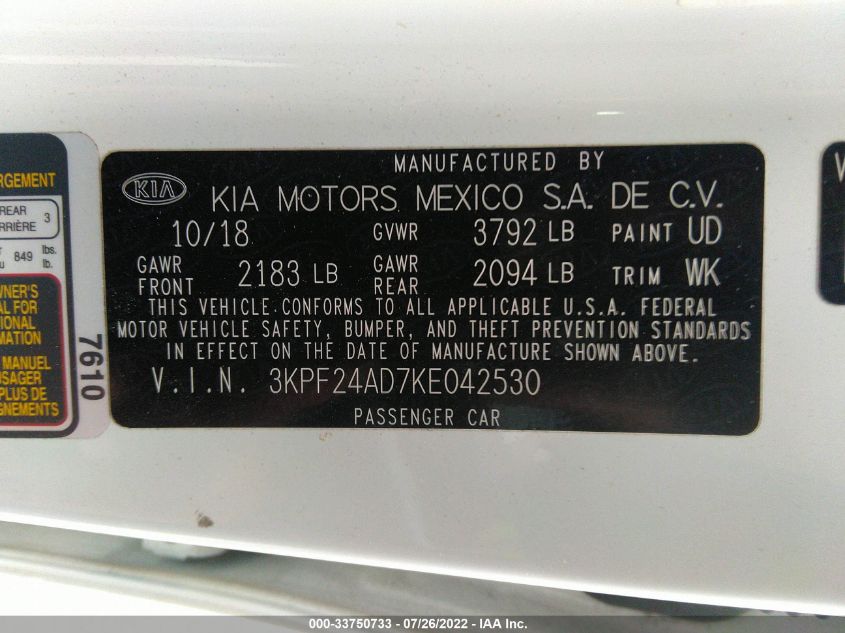 RGEMENT
REAR
RRIÈRE
3
849 lbs.
lb.
WNER'S
AL FOR
IONAL
MATION
MANUEL
USAGER
PLUS DE
GNEMENTS
7610
MANUFACTURED BY
KIA KIA MOTORS MEXICO S.A. DE C.V.
10/18 GVWR 3792 LB PAINT UD
GAWR FRONT 2183 LB GAWR REAR 2094 LB TRIM WK
THIS VEHICLE CONFORMS TO ALL APPLICABLE U.S.A. FEDERAL
MOTOR VEHICLE SAFETY, BUMPER, AND THEFT PREVENTION STANDARDS
IN EFFECT ON THE DATE OF MANUFACTURE SHOWN ABOVE.
V.I.N. 3KPF24AD7KE042530
PASSENGER CAR
000-33750733 - 07/26/2022 - IAA Inc.